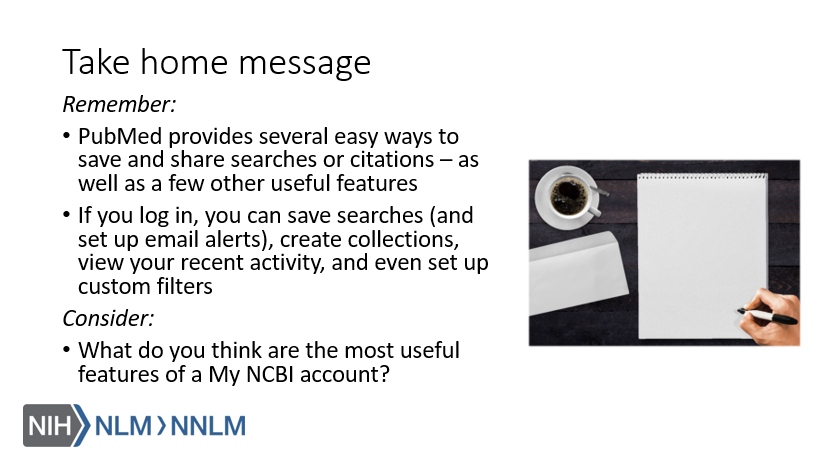 Take home message
Remember:
• PubMed provides several easy ways to
save and share searches or citations – as
well as a few other useful features
• If you log in, you can save searches (and
set up email alerts), create collections,
view your recent activity, and even set up
custom filters
Consider:
• What do you think are the most useful
features of a My NCBI account?
NIH NLM NNLM